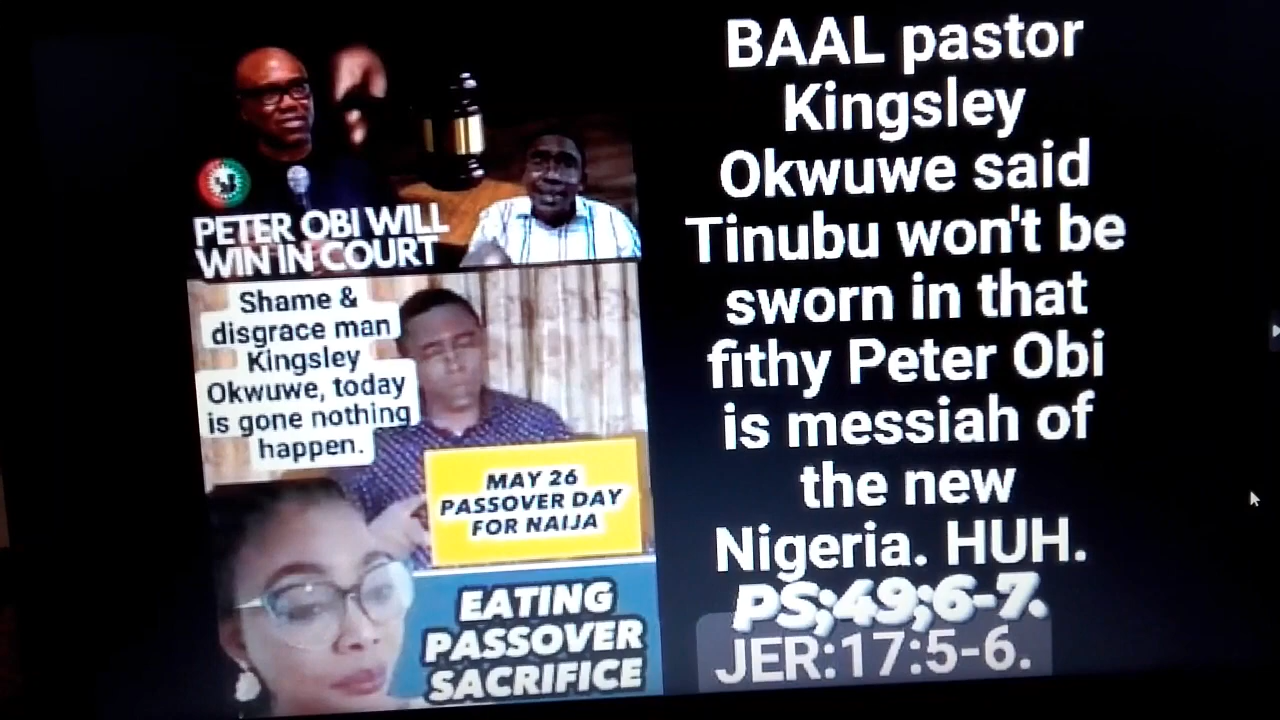 PETER OBI WILL
WIN IN COURT
Shame &
disgrace man
Kingsley
Okwuwe, today
is gone nothing
happen.
MAY 26
PASSOVER DAY
FOR NAIJA
EATING
PASSOVER
SACRIFICE
BAAL pastor
Kingsley
Okwuwe said
Tinubu won't be
sworn in that
fithy Peter Obi
is messiah of
the new
Nigeria. HUH.
PS;49;6-7.
JER:17:5-6.